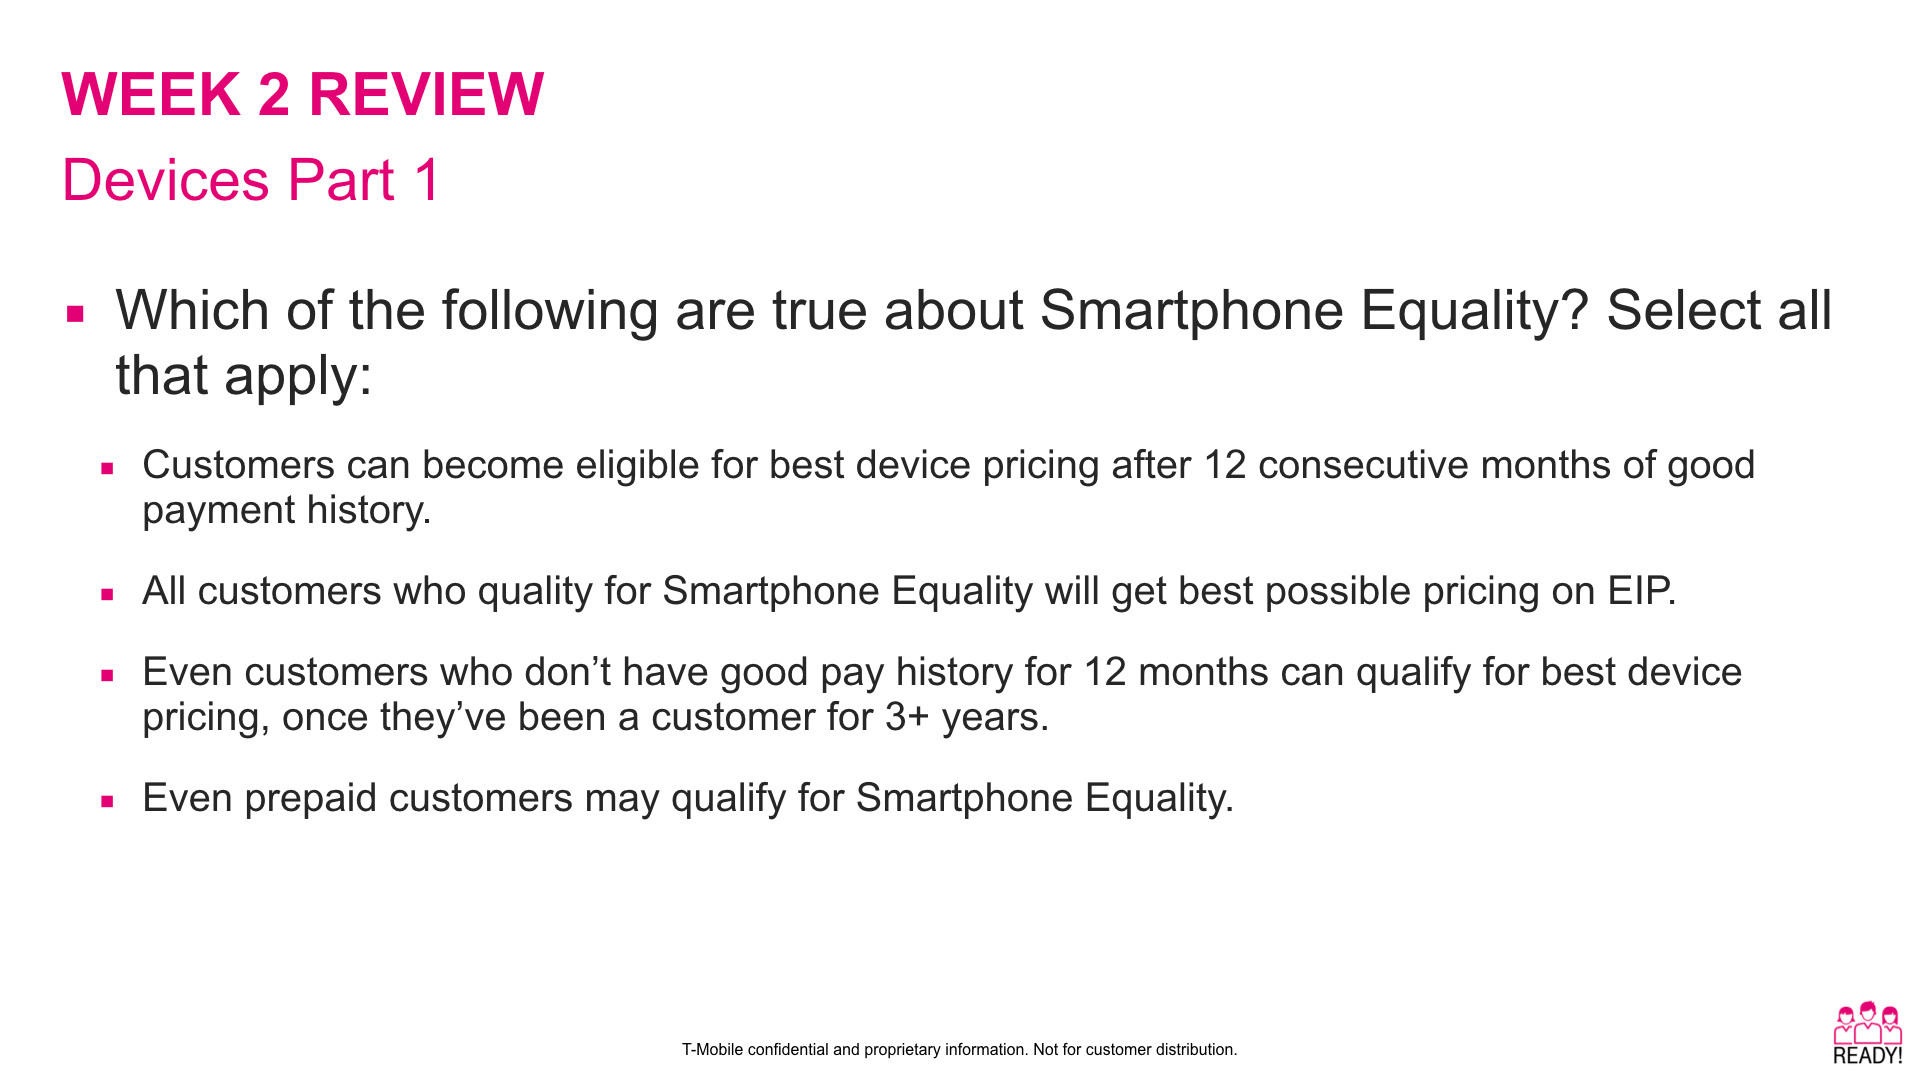 WEEK 2 REVIEW
Devices Part 1
Which of the following are true about Smartphone Equality? Select all
that apply:
Customers can become eligible for best device pricing after 12 consecutive months of good
payment history.
All customers who quality for Smartphone Equality will get best possible pricing on EIP.
Even customers who don’t have good pay history for 12 months can qualify for best device
pricing, once they’ve been a customer for 3+ years.
Even prepaid customers may qualify for Smartphone Equality.
T-Mobile confidential and proprietary information. Not for customer distribution.
READY!